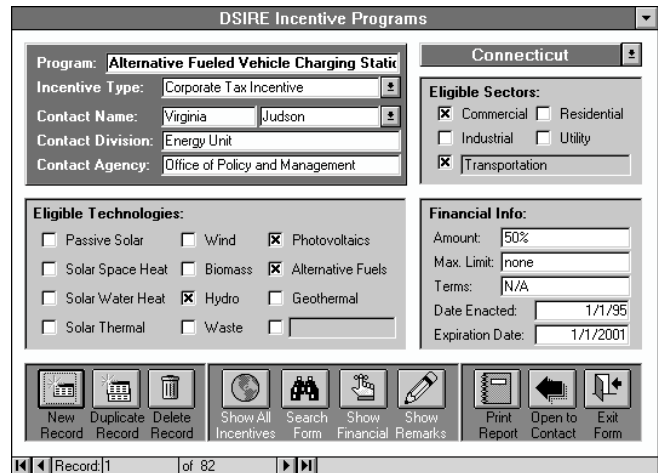 DSIRE Incentive Programs
Program: Alternative Fueled Vehicle Charging Static
Incentive Type: Corporate Tax Incentive
Contact Name: Virginia Judson
Contact Division: Energy Unit
Contact Agency: Office of Policy and Management
Connecticut
Eligible Sectors:
Commercial Residential
Industrial Utility
Transportation
Eligible Technologies:
Passive Solar Wind Photovoltaics
Solar Space Heat Biomass Alternative Fuels
Solar Water Heat Hydro Geothermal
Solar Thermal Waste
Financial Info:
Amount: 50%
Max. Limit: none
Terms: N/A
Date Enacted: 1/1/95
Expiration Date: 1/1/2001
New Record
Duplicate Record
Delete Record
Show All Incentives
Search Form
Show Financial
Show Remarks
Print Report
Open to Contact
Exit Form
Record: 1 of 82